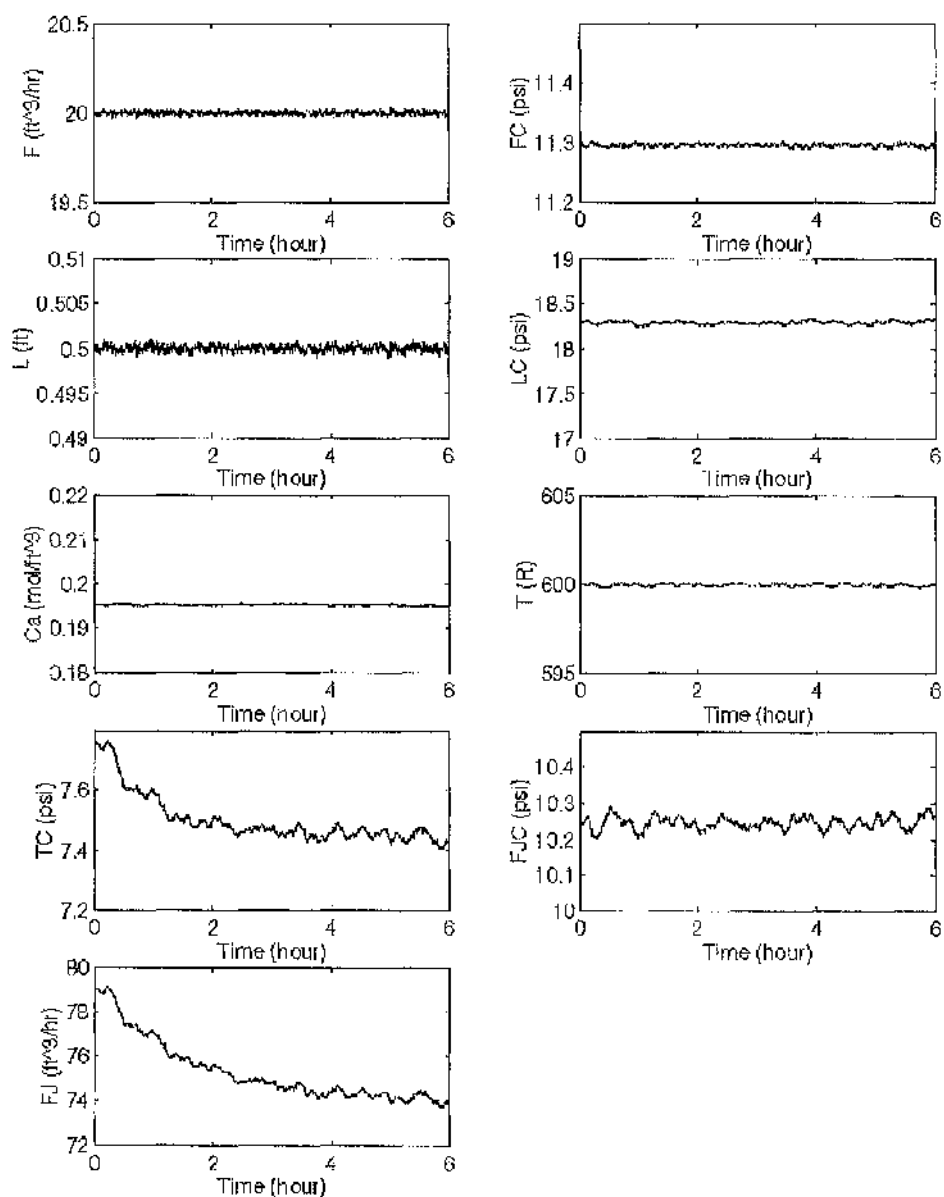 20.5
20
19.5
F (ft^3/hr)
0 2 4 6
Time (hour)
11.4
11.3
11.2
FC (psi)
0 2 4 6
Time (hour)
0.51
0.505
0.5
0.495
0.49
L (ft)
0 2 4 6
Time (hour)
19
18.5
18
17.5
17
LC (psi)
0 2 4 6
Time (hour)
0.22
0.21
0.2
0.19
0.18
Ca (mol/ft^3)
0 2 4 6
Time (hour)
605
600
595
T (R)
0 2 4 6
Time (hour)
7.6
7.4
7.2
TC (psi)
0 2 4 6
Time (hour)
10.4
10.3
10.2
10.1
10
FJC (psi)
0 2 4 6
Time (hour)
80
78
76
74
72
FJ (ft^3/hr)
0 2 4 6
Time (hour)